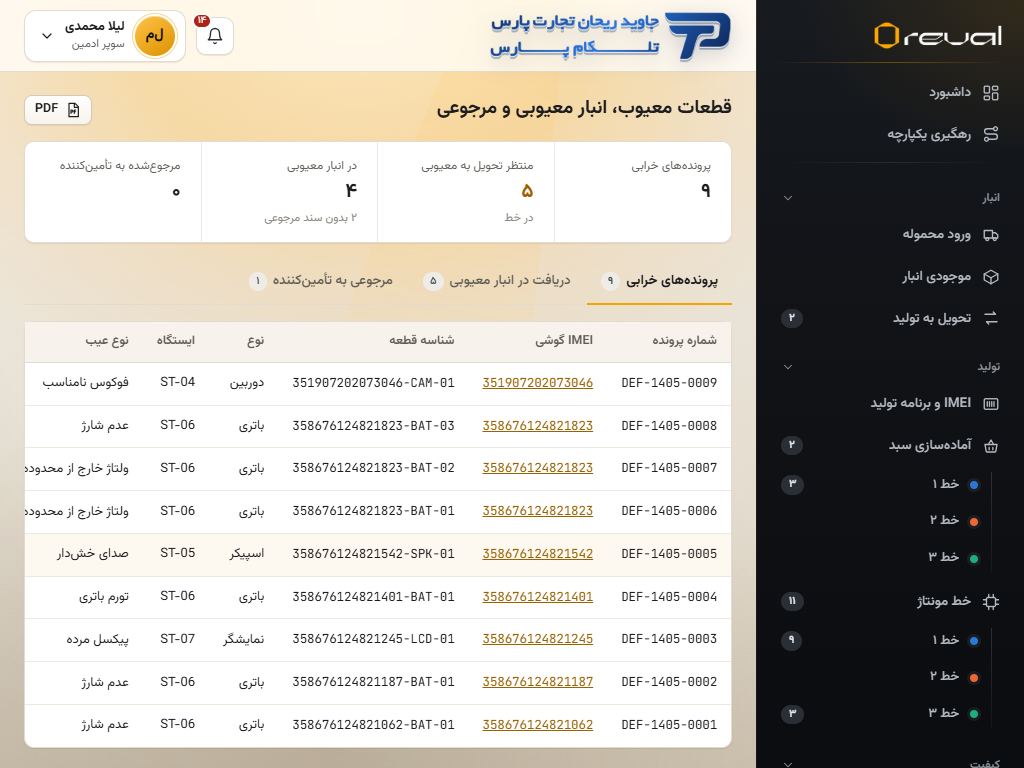 oreval
داشبورد
رهگیری یکپارچه
انبار
ورود محموله
موجودی انبار
تحویل به تولید ۲
تولید
IMEI و برنامه تولید
آماده‌سازی سبد ۲
خط ۱ ۳
خط ۲
خط ۳
خط مونتاژ ۱۱
خط ۱ ۹
خط ۲
خط ۳ ۳
کیفیت
جاوید ریحان تجارت پارس
تلکام پارس
۱۴
لم
لیلا محمدی
سوپر ادمین
قطعات معیوب، انبار معیوبی و مرجوعی
PDF
پرونده‌های خرابی
۹
منتظر تحویل به معیوبی
۵
در خط
در انبار معیوبی
۴
۲ بدون سند مرجوعی
مرجوع‌شده به تأمین‌کننده
۰
پرونده‌های خرابی ۹
دریافت در انبار معیوبی ۵
مرجوعی به تأمین‌کننده ۱
شماره پرونده IMEI گوشی شناسه قطعه نوع ایستگاه نوع عیب
DEF-1405-0009 351907202073046 351907202073046-CAM-01 دوربین ST-04 فوکوس نامناسب
DEF-1405-0008 358676124821823 358676124821823-BAT-03 باتری ST-06 عدم شارژ
DEF-1405-0007 358676124821823 358676124821823-BAT-02 باتری ST-06 ولتاژ خارج از محدوده
DEF-1405-0006 358676124821823 358676124821823-BAT-01 باتری ST-06 ولتاژ خارج از محدوده
DEF-1405-0005 358676124821542 358676124821542-SPK-01 اسپیکر ST-05 صدای خش‌دار
DEF-1405-0004 358676124821401 358676124821401-BAT-01 باتری ST-06 تورم باتری
DEF-1405-0003 358676124821245 358676124821245-LCD-01 نمایشگر ST-07 پیکسل مرده
DEF-1405-0002 358676124821187 358676124821187-BAT-01 باتری ST-06 عدم شارژ
DEF-1405-0001 358676124821062 358676124821062-BAT-01 باتری ST-06 عدم شارژ